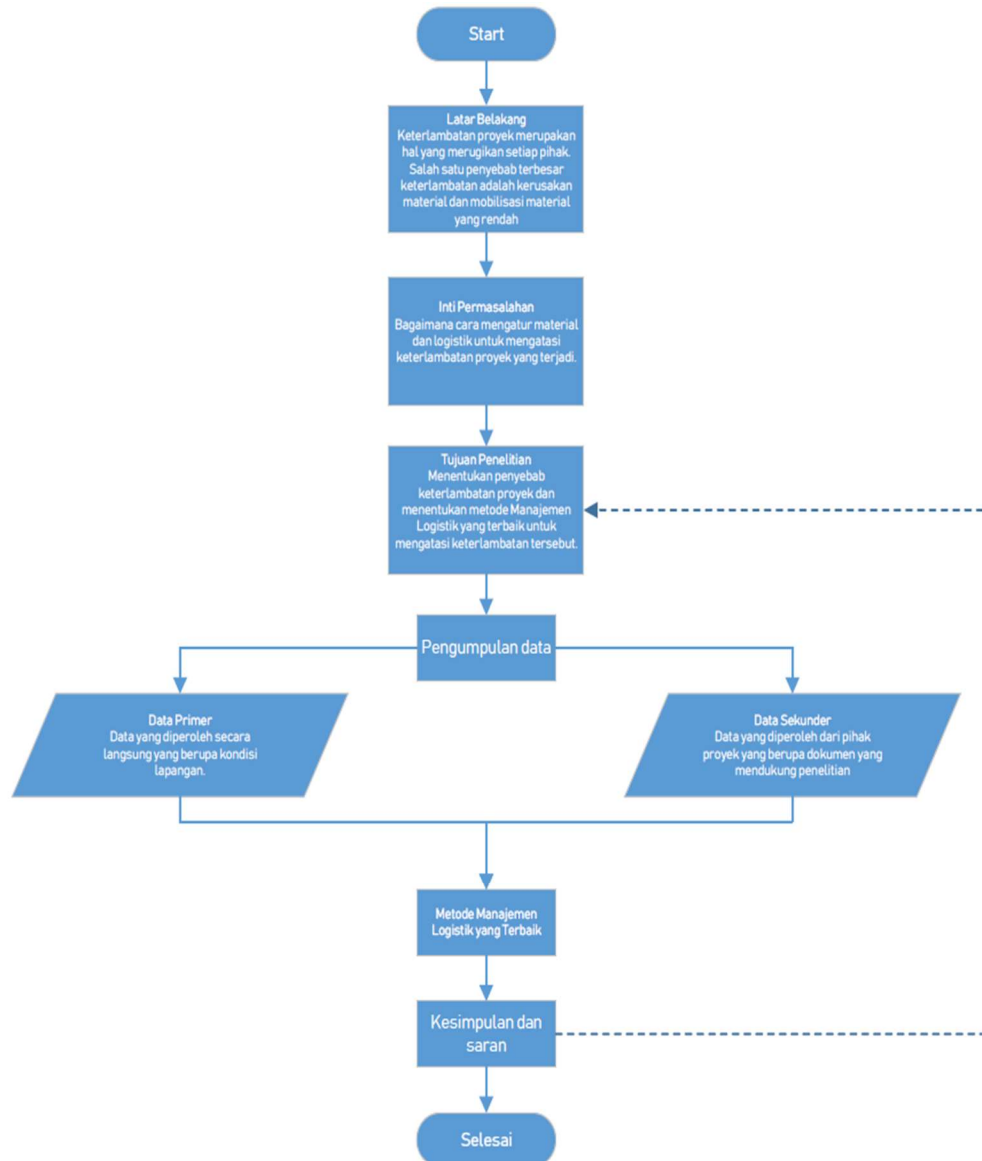 Start
Latar Belakang
Keterlambatan proyek merupakan
hal yang merugikan setiap pihak.
Salah satu penyebab terbesar
keterlambatan adalah kerusakan
material dan mobilisasi material
yang rendah
Inti Permasalahan
Bagaimana cara mengatur material
dan logistik untuk mengatasi
keterlambatan proyek yang terjadi.
Tujuan Penelitian
Menentukan penyebab
keterlambatan proyek dan
menentukan metode Manajemen
Logistik yang terbaik untuk
mengatasi keterlambatan tersebut.
Pengumpulan data
Data Primer
Data yang diperoleh secara
langsung yang berupa kondisi
lapangan.
Data Sekunder
Data yang diperoleh dari pihak
proyek yang berupa dokumen yang
mendukung penelitian
Metode Manajemen
Logistik yang Terbaik
Kesimpulan dan
saran
Selesai